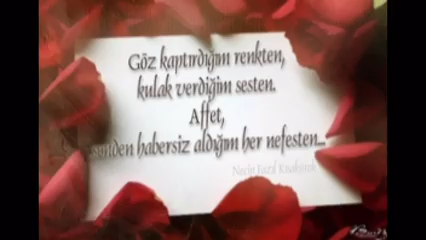 Göz kaptırdığım renkten,
kulak verdiğim sesten.
Affet,
senden habersiz aldığım her nefesten...
Necip Fazıl Kısakürek